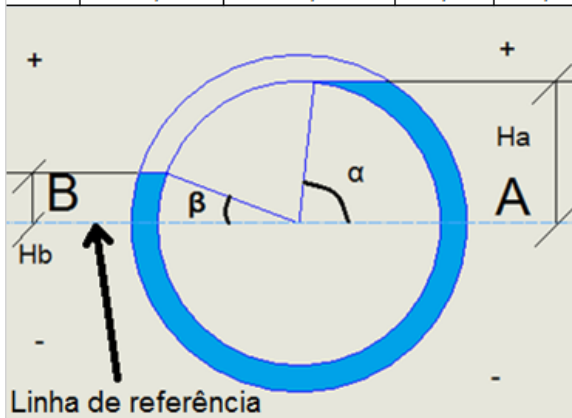 + +
Ha
α
B β A
Hb
- -
Linha de referência